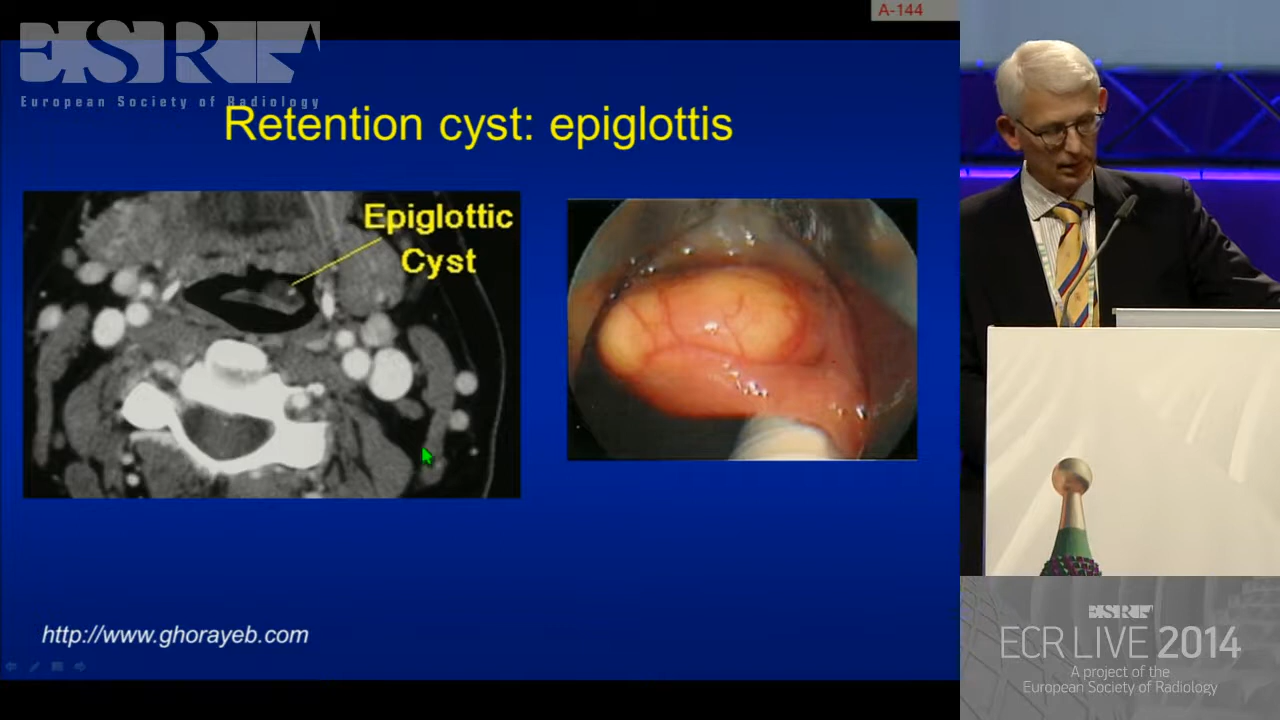 A-144
ESR
European Society of Radiology
Retention cyst: epiglottis
Epiglottic
Cyst
http://www.ghorayeb.com
ESR
ECR LIVE 2014
A project of the
European Society of Radiology